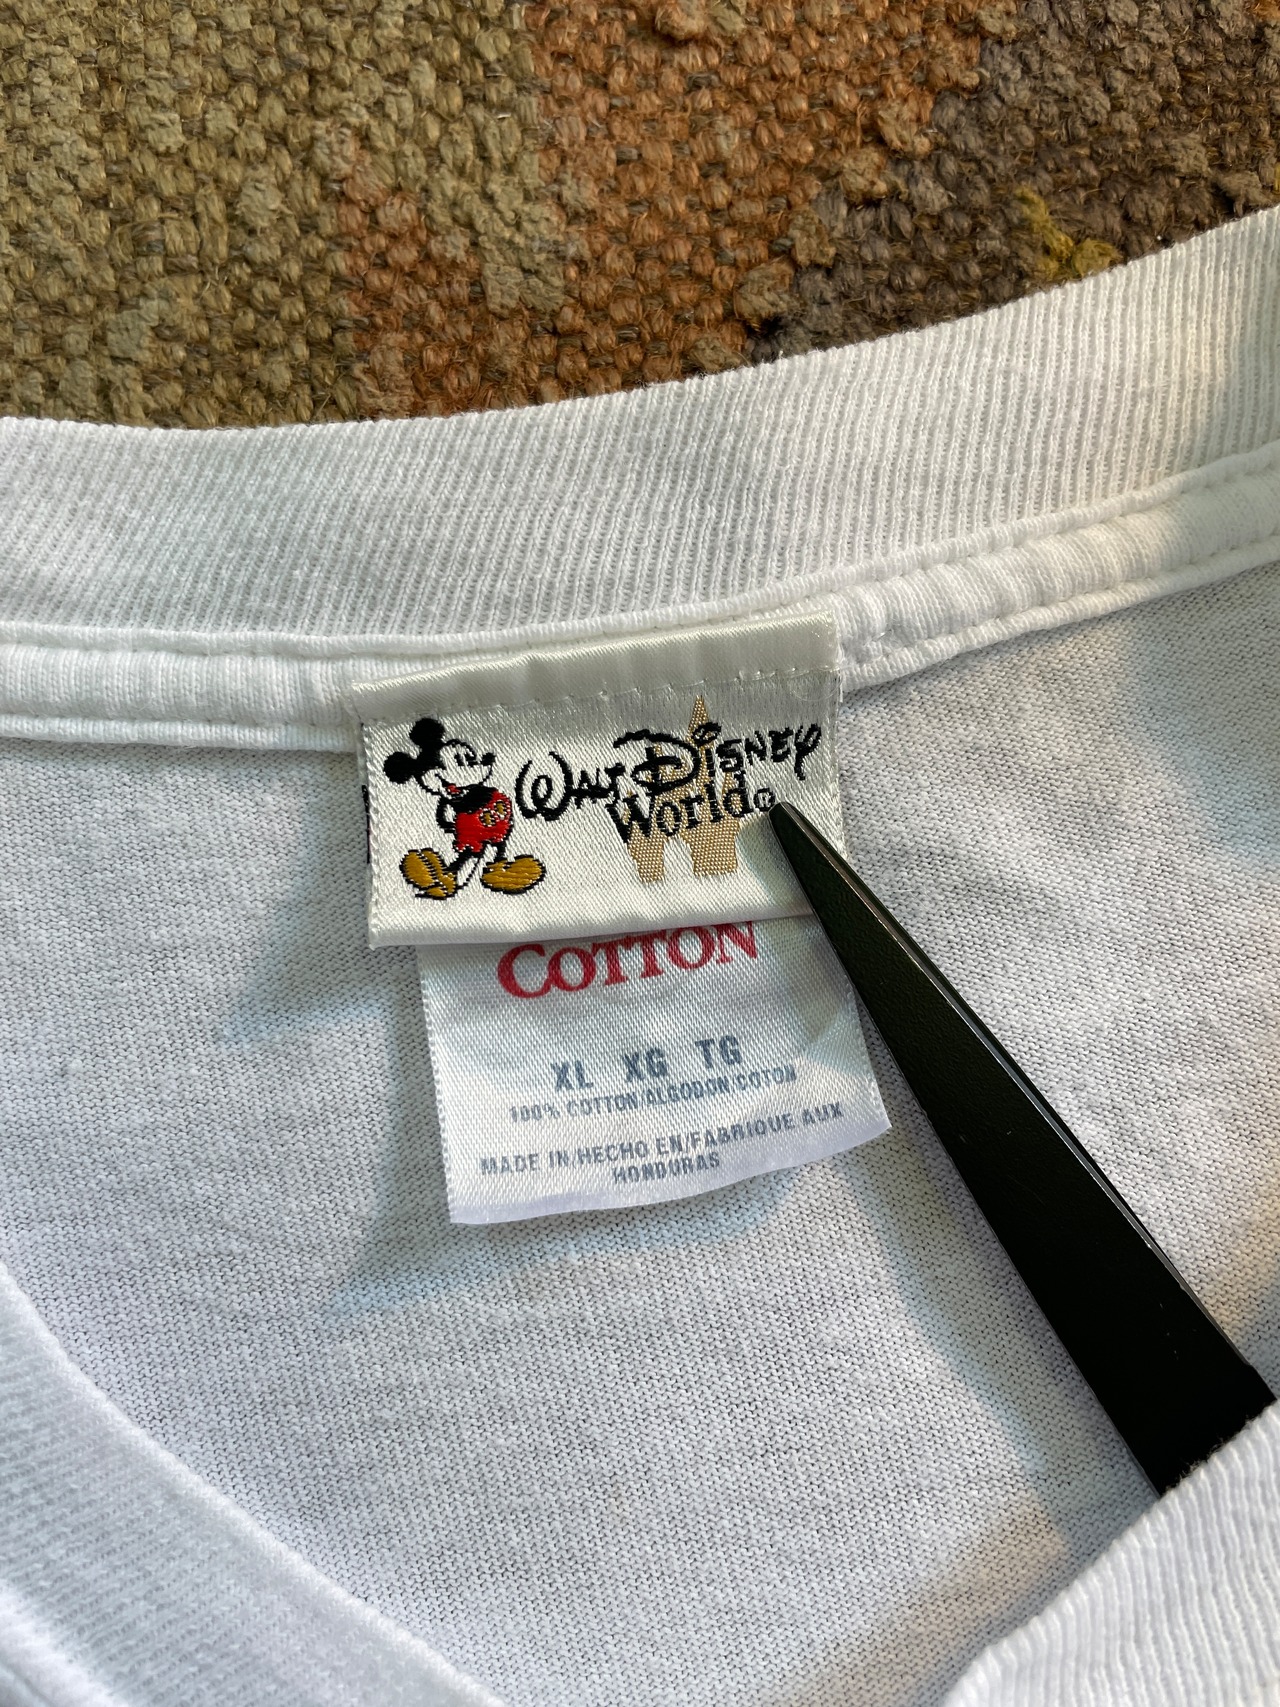 WALT DISNEY
World®
COTTON
XL XG TG
100% COTTON/ALGODON/COTON
MADE IN/HECHO EN/FABRIQUE AUX
HONDURAS